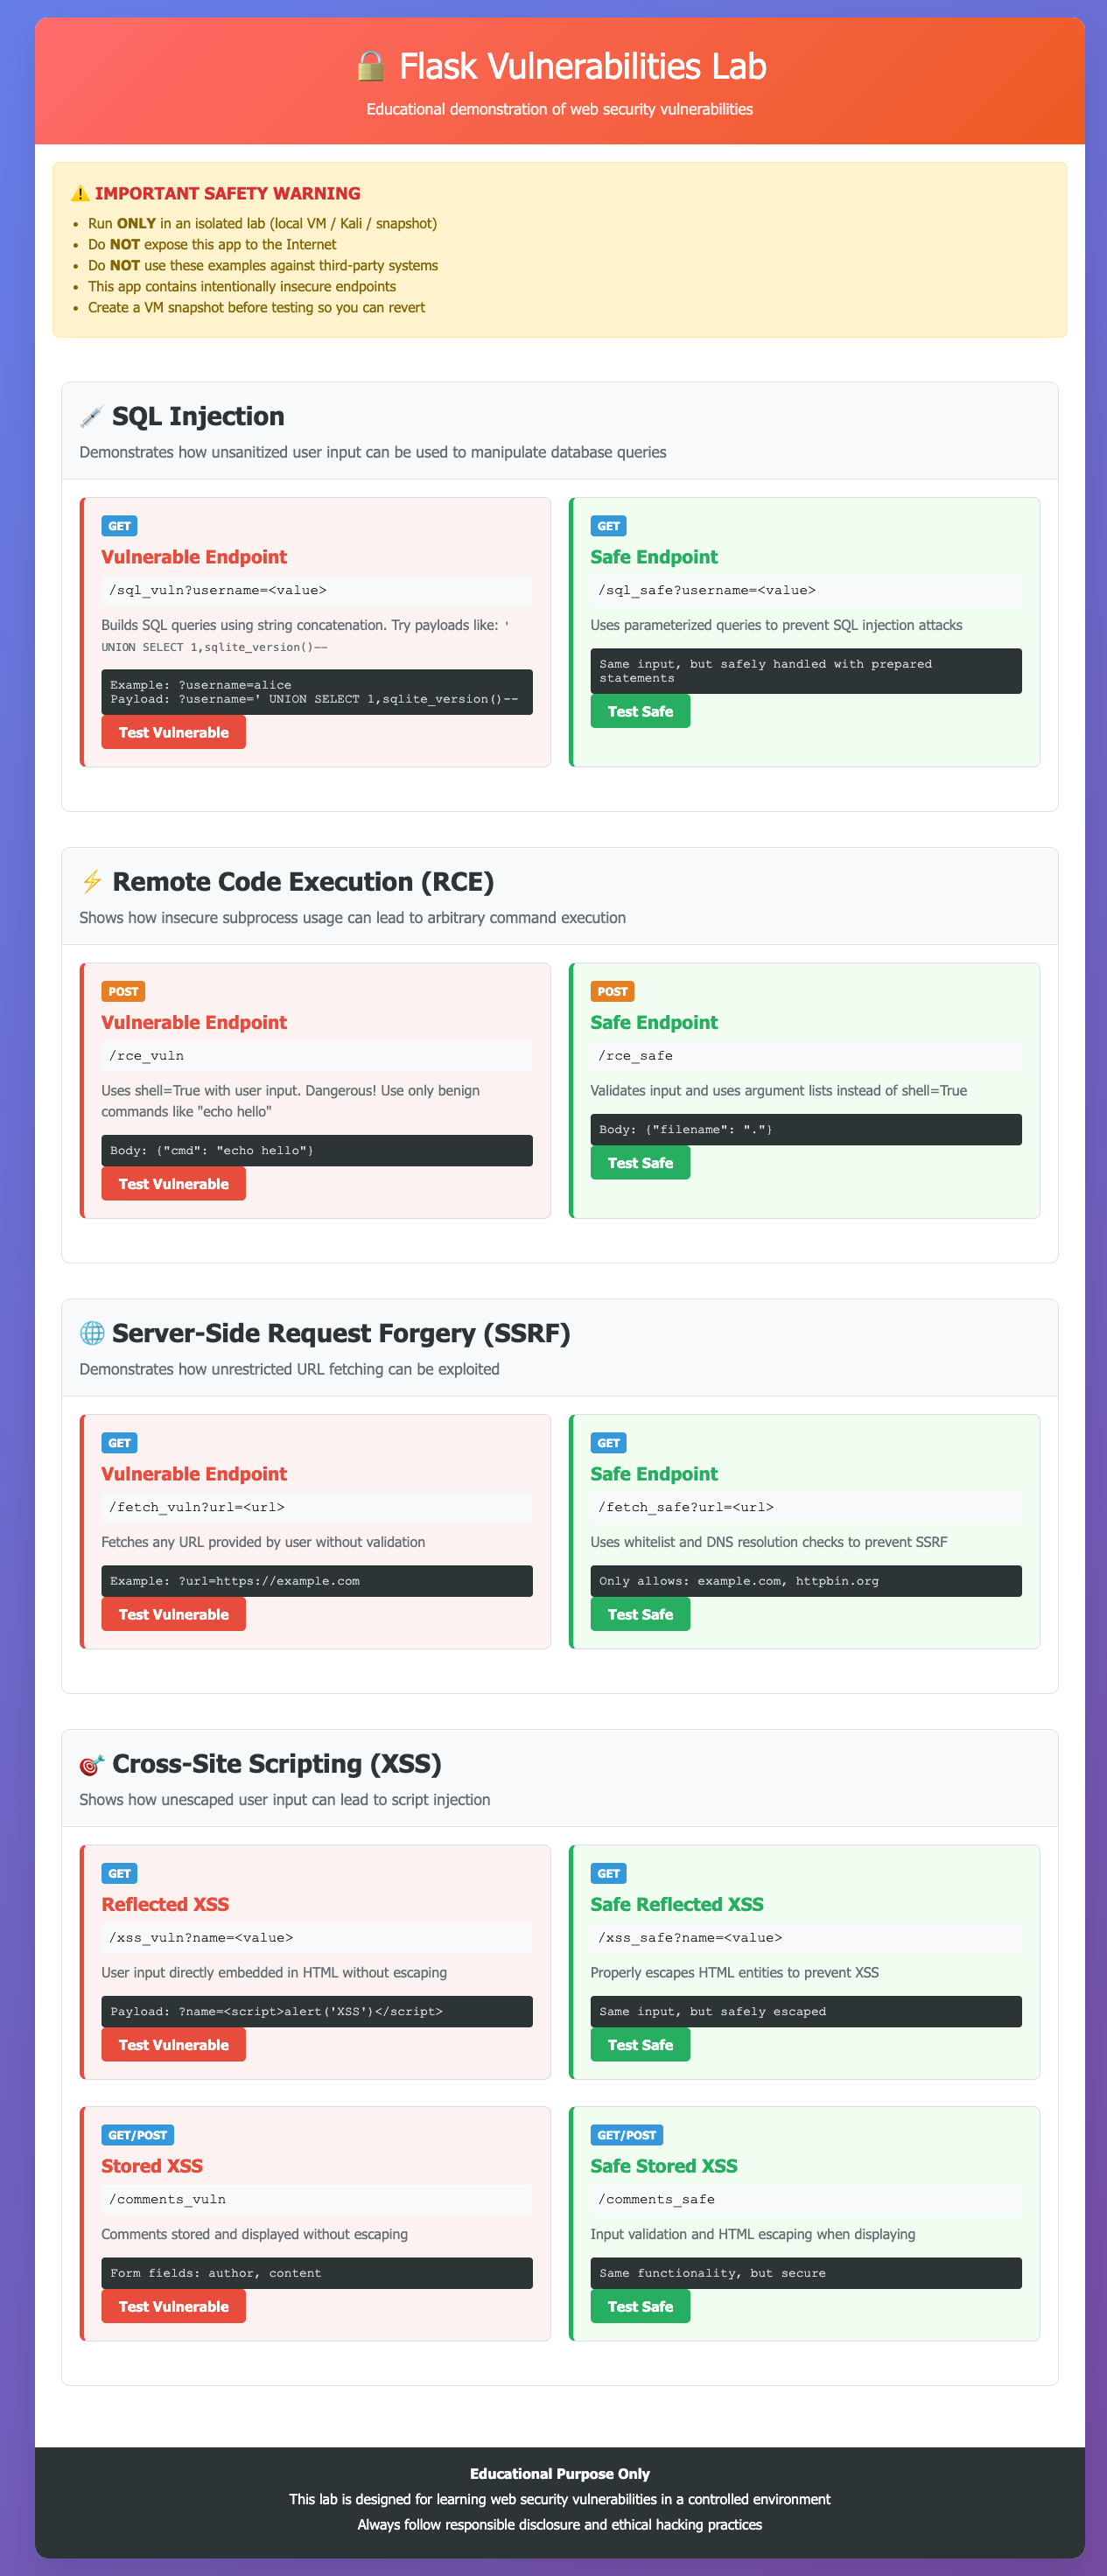 🔒 Flask Vulnerabilities Lab
Educational demonstration of web security vulnerabilities
⚠️ IMPORTANT SAFETY WARNING
• Run ONLY in an isolated lab (local VM / Kali / snapshot)
• Do NOT expose this app to the Internet
• Do NOT use these examples against third-party systems
• This app contains intentionally insecure endpoints
• Create a VM snapshot before testing so you can revert
💉 SQL Injection
Demonstrates how unsanitized user input can be used to manipulate database queries
GET
Vulnerable Endpoint
/sql_vuln?username=<value>
Builds SQL queries using string concatenation. Try payloads like: '
UNION SELECT 1,sqlite_version()--
Example: ?username=alice
Payload: ?username=' UNION SELECT 1,sqlite_version()--
Test Vulnerable
GET
Safe Endpoint
/sql_safe?username=<value>
Uses parameterized queries to prevent SQL injection attacks
Same input, but safely handled with prepared
statements
Test Safe
⚡ Remote Code Execution (RCE)
Shows how insecure subprocess usage can lead to arbitrary command execution
POST
Vulnerable Endpoint
/rce_vuln
Uses shell=True with user input. Dangerous! Use only benign
commands like "echo hello"
Body: {"cmd": "echo hello"}
Test Vulnerable
POST
Safe Endpoint
/rce_safe
Validates input and uses argument lists instead of shell=True
Body: {"filename": "."}
Test Safe
🌐 Server-Side Request Forgery (SSRF)
Demonstrates how unrestricted URL fetching can be exploited
GET
Vulnerable Endpoint
/fetch_vuln?url=<url>
Fetches any URL provided by user without validation
Example: ?url=https://example.com
Test Vulnerable
GET
Safe Endpoint
/fetch_safe?url=<url>
Uses whitelist and DNS resolution checks to prevent SSRF
Only allows: example.com, httpbin.org
Test Safe
🎯 Cross-Site Scripting (XSS)
Shows how unescaped user input can lead to script injection
GET
Reflected XSS
/xss_vuln?name=<value>
User input directly embedded in HTML without escaping
Payload: ?name=<script>alert('XSS')</script>
Test Vulnerable
GET
Safe Reflected XSS
/xss_safe?name=<value>
Properly escapes HTML entities to prevent XSS
Same input, but safely escaped
Test Safe
GET/POST
Stored XSS
/comments_vuln
Comments stored and displayed without escaping
Form fields: author, content
Test Vulnerable
GET/POST
Safe Stored XSS
/comments_safe
Input validation and HTML escaping when displaying
Same functionality, but secure
Test Safe
Educational Purpose Only
This lab is designed for learning web security vulnerabilities in a controlled environment
Always follow responsible disclosure and ethical hacking practices